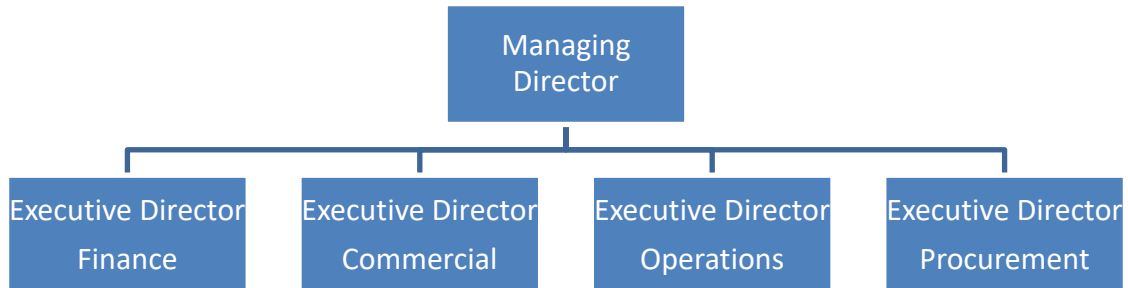 Managing
Director
Executive Director
Finance
Executive Director
Commercial
Executive Director
Operations
Executive Director
Procurement